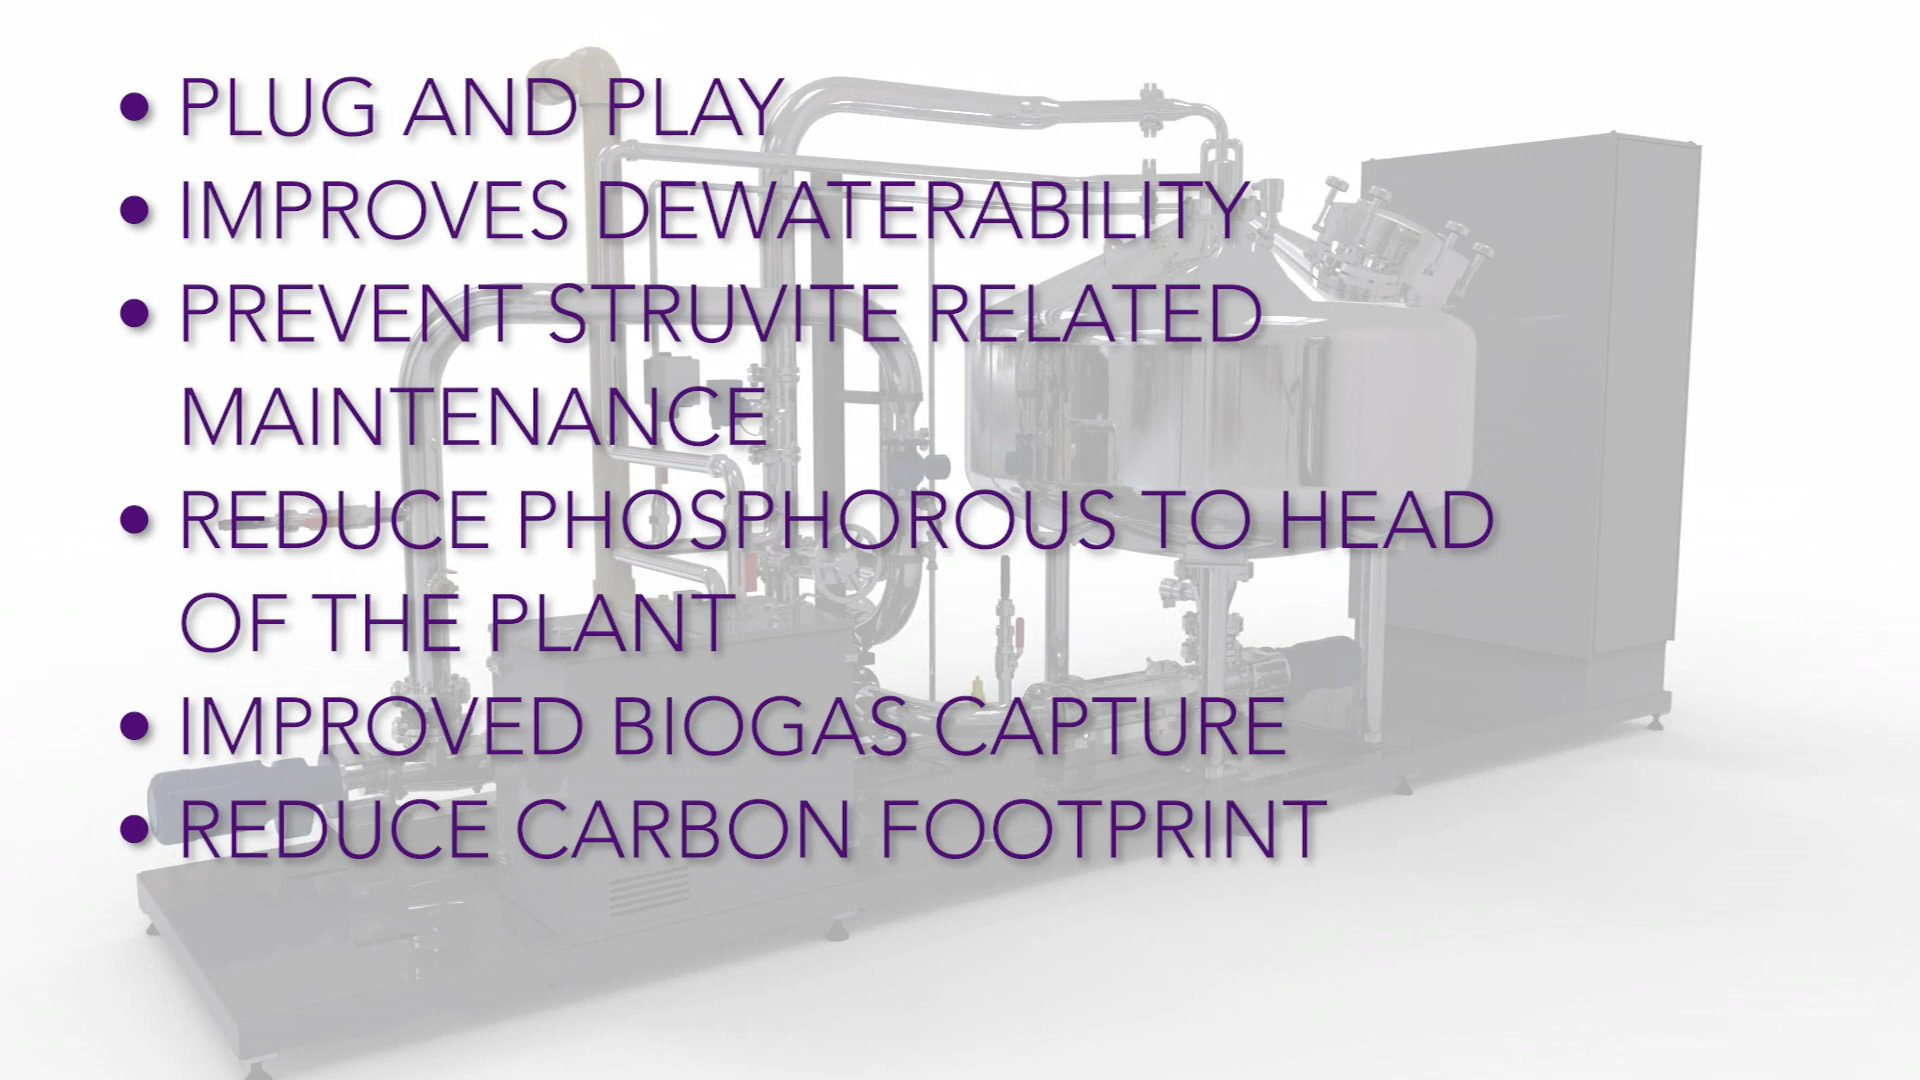 • PLUG AND PLAY
• IMPROVES DEWATERABILITY
• PREVENT STRUVITE RELATED
MAINTENANCE
• REDUCE PHOSPHOROUS TO HEAD
OF THE PLANT
• IMPROVED BIOGAS CAPTURE
• REDUCE CARBON FOOTPRINT